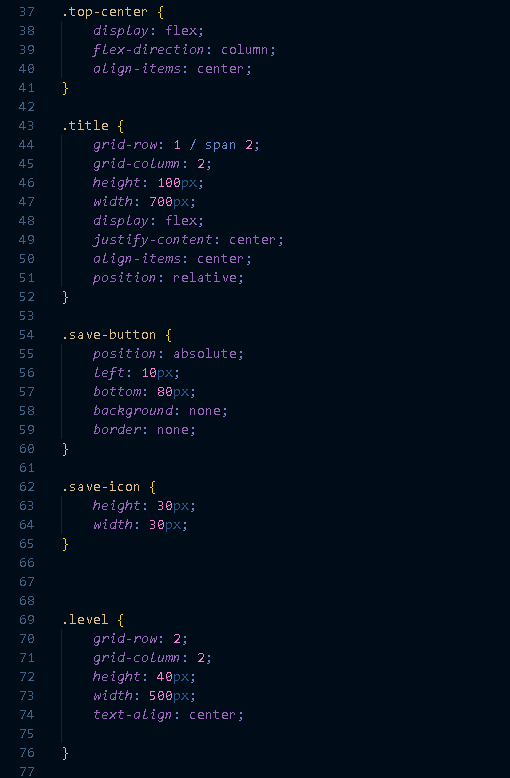 37 .top-center {
38     display: flex;
39     flex-direction: column;
40     align-items: center;
41 }
42
43 .title {
44     grid-row: 1 / span 2;
45     grid-column: 2;
46     height: 100px;
47     width: 700px;
48     display: flex;
49     justify-content: center;
50     align-items: center;
51     position: relative;
52 }
53
54 .save-button {
55     position: absolute;
56     left: 10px;
57     bottom: 80px;
58     background: none;
59     border: none;
60 }
61
62 .save-icon {
63     height: 30px;
64     width: 30px;
65 }
66
67
68
69 .level {
70     grid-row: 2;
71     grid-column: 2;
72     height: 40px;
73     width: 500px;
74     text-align: center;
75
76 }
77